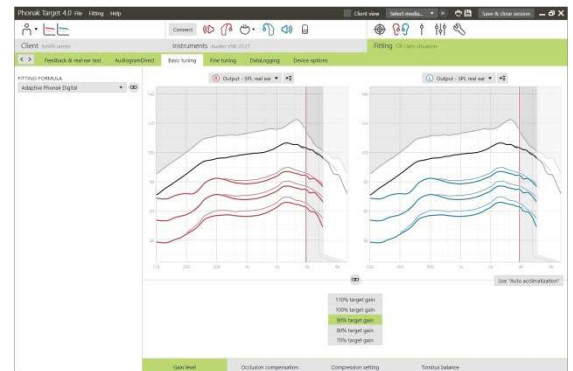 Phonak Target 4.0 File Fitting Help
Client view Select media... Save & close session
Connect
Client
Instruments
Fitting
Feedback & real ear test AudiogramDirect Basic tuning Fine tuning DataLogging Device options
FITTING FORMULA
Adaptive Phonak Digital
Output - SPL real ear
Output - SPL real ear
Use "Auto acclimatization"
110% target gain
100% target gain
90% target gain
80% target gain
70% target gain
Gain level Occlusion compensation Compression setting Tinnitus balance